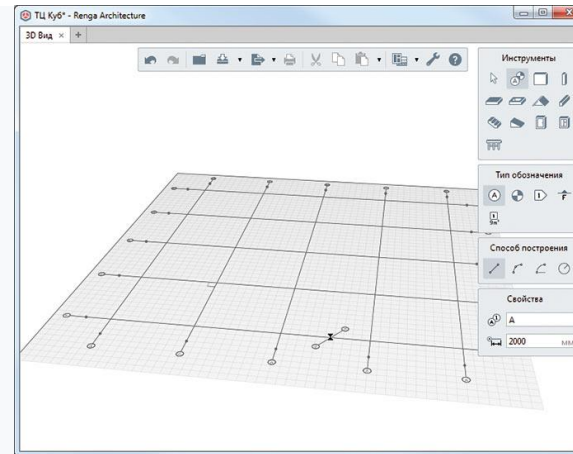 ТЦ Куб* - Renga Architecture
3D Вид × +
Инструменты
Тип обозначения
Способ построения
Свойства
A
2000 мм